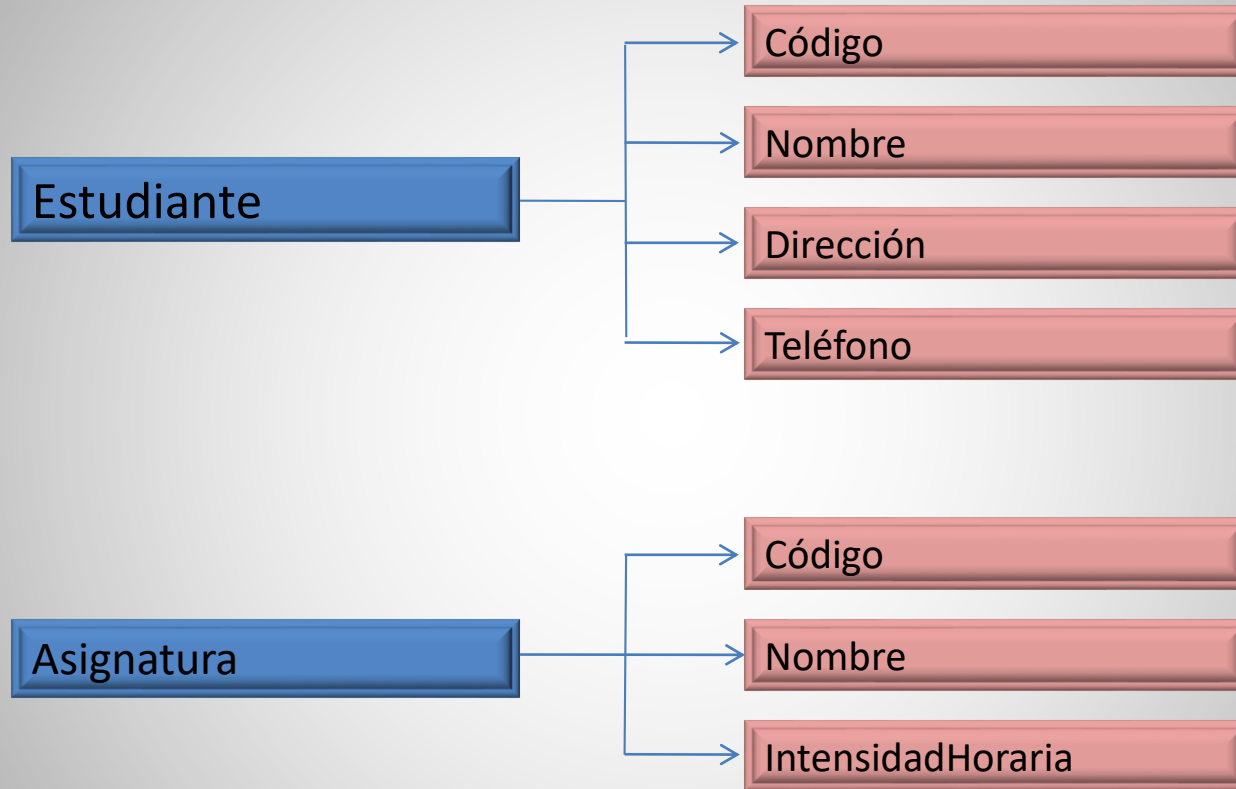 Estudiante
Código
Nombre
Dirección
Teléfono
Asignatura
Código
Nombre
IntensidadHoraria